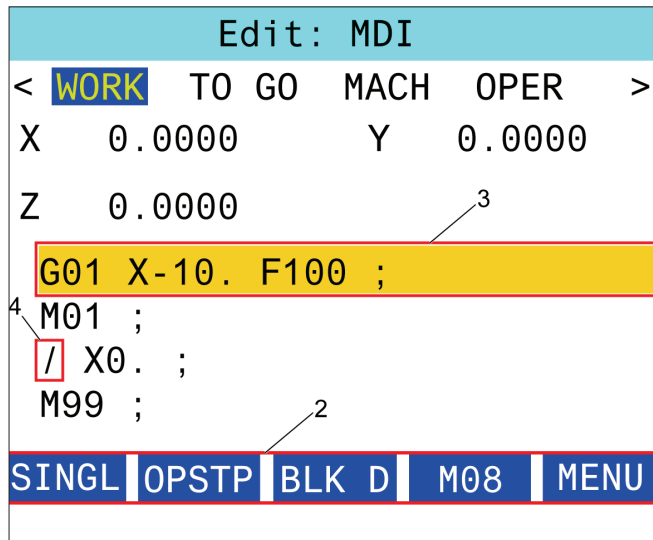 Edit: MDI
< WORK TO GO MACH OPER >
X 0.0000 Y 0.0000
Z 0.0000
3
G01 X-10. F100 ;
4
M01 ;
/ X0. ;
M99 ;
2
SINGL OPSTP BLK D M08 MENU